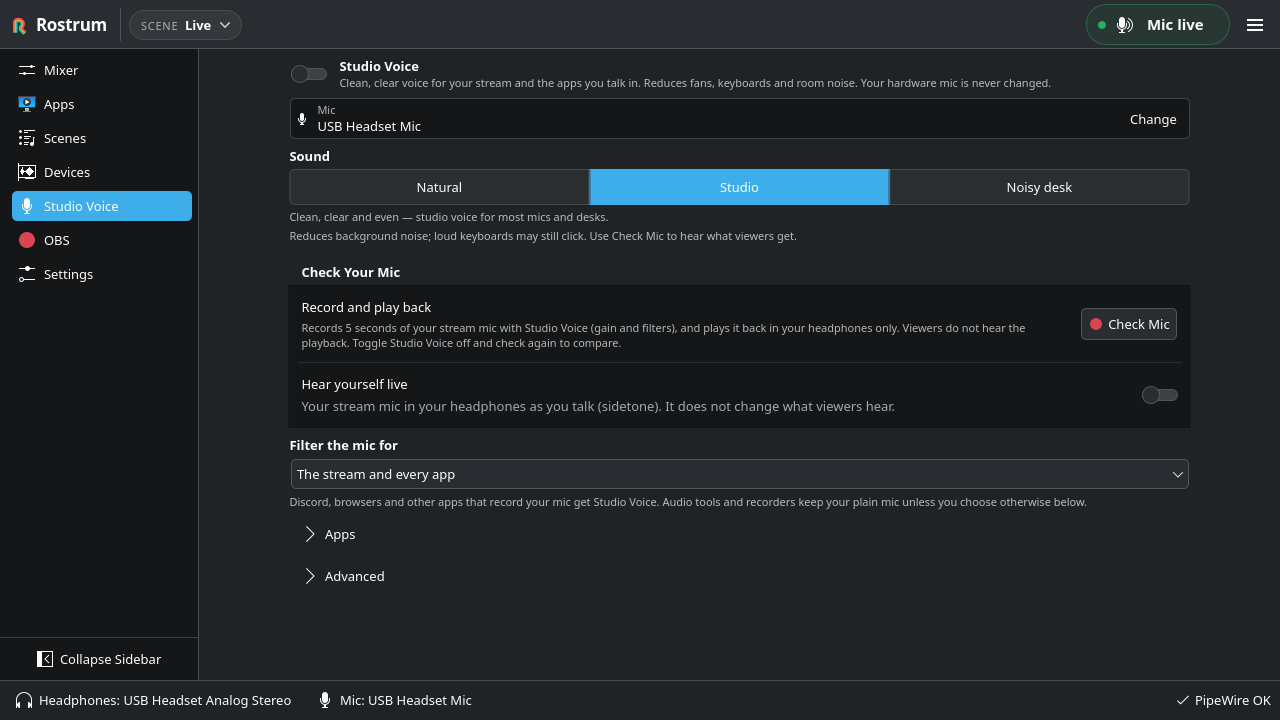 Rostrum
SCENE Live
Mic live
Mixer
Apps
Scenes
Devices
Studio Voice
OBS
Settings
Collapse Sidebar
Studio Voice
Clean, clear voice for your stream and the apps you talk in. Reduces fans, keyboards and room noise. Your hardware mic is never changed.
Mic
USB Headset Mic
Change
Sound
Natural
Studio
Noisy desk
Clean, clear and even — studio voice for most mics and desks.
Reduces background noise; loud keyboards may still click. Use Check Mic to hear what viewers get.
Check Your Mic
Record and play back
Records 5 seconds of your stream mic with Studio Voice (gain and filters), and plays it back in your headphones only. Viewers do not hear the
playback. Toggle Studio Voice off and check again to compare.
Check Mic
Hear yourself live
Your stream mic in your headphones as you talk (sidetone). It does not change what viewers hear.
Filter the mic for
The stream and every app
Discord, browsers and other apps that record your mic get Studio Voice. Audio tools and recorders keep your plain mic unless you choose otherwise below.
Apps
Advanced
Headphones: USB Headset Analog Stereo
Mic: USB Headset Mic
PipeWire OK